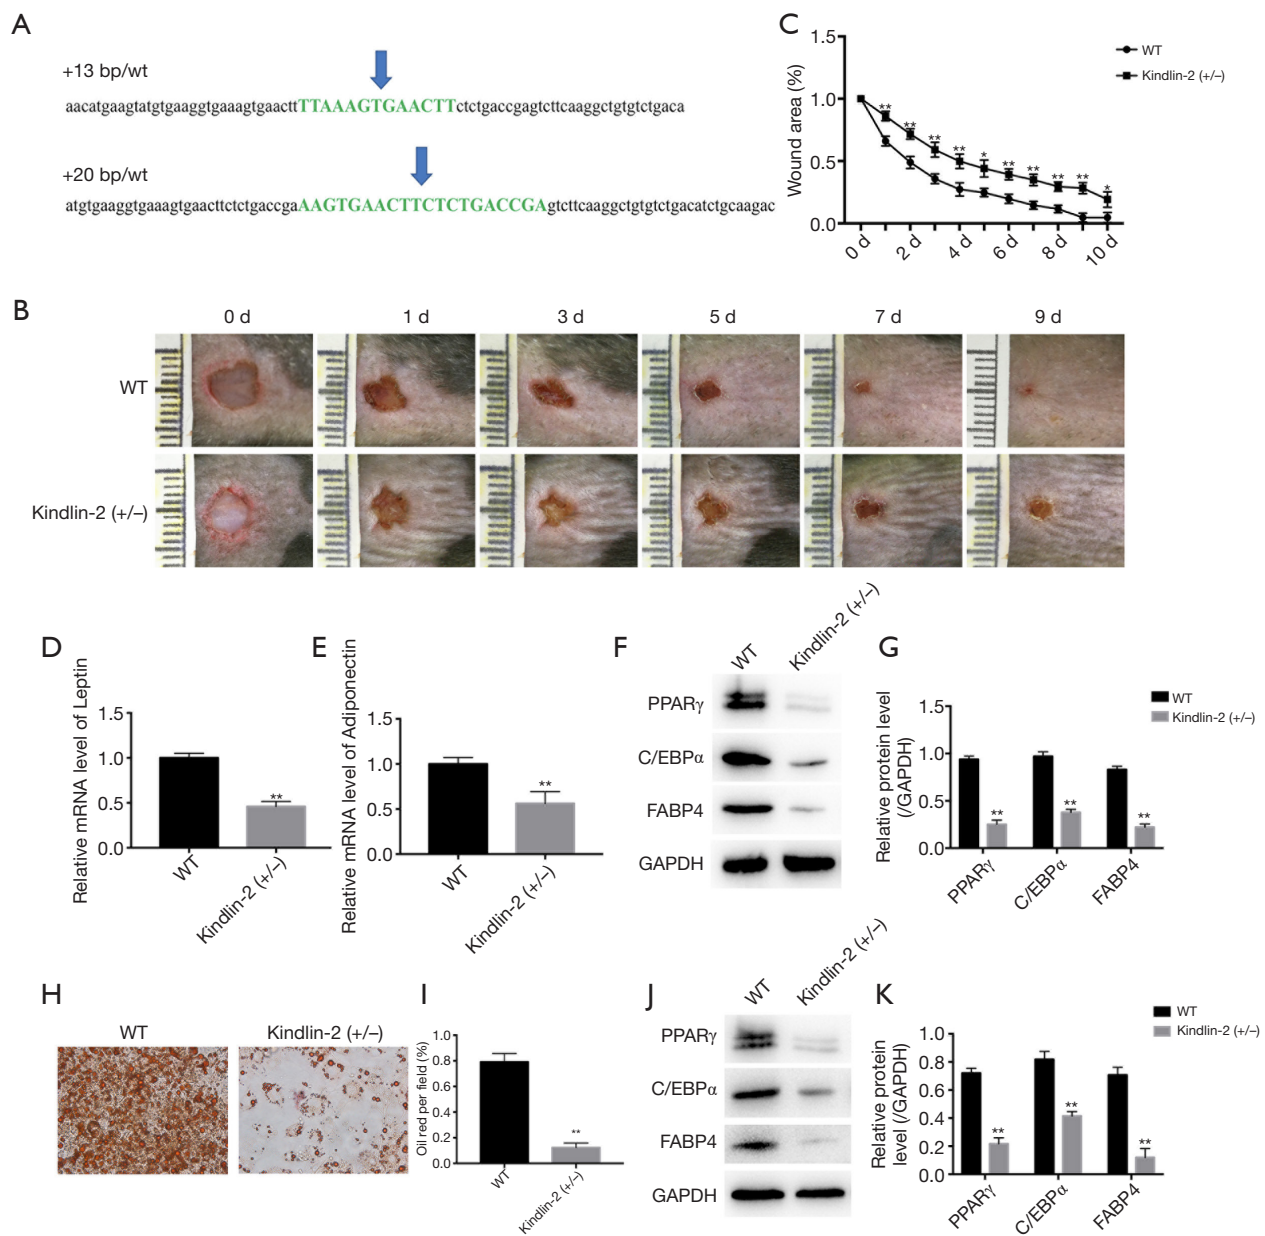 A
+13 bp/wt
aacatgaagtatgtgaaggtgaaagtgaacttTTAAAGTGAACTTctctgaccgagtcttcaaggctgtgtctgaca
+20 bp/wt
atgtgaaggtgaaagtgaacttctctgaccgaAAGTGAACTTCTCTGACCGAgtcttcaaggctgtgtctgacatctgcaagac
C
Wound area (%)
1.5
1.0
0.5
0.0
0 d 2 d 4 d 6 d 8 d 10 d
** ** ** ** * ** ** ** ** *
WT
Kindlin-2 (+/–)
B
0 d 1 d 3 d 5 d 7 d 9 d
WT
Kindlin-2 (+/–)
D
Relative mRNA level of Leptin
1.5
1.0
0.5
0.0
**
WT Kindlin-2 (+/–)
E
Relative mRNA level of Adiponectin
1.5
1.0
0.5
0.0
**
WT Kindlin-2 (+/–)
F
WT Kindlin-2 (+/–)
PPARγ
C/EBPα
FABP4
GAPDH
G
Relative protein level
(/GAPDH)
1.5
1.0
0.5
0.0
** ** **
PPARγ C/EBPα FABP4
WT
Kindlin-2 (+/–)
H
WT Kindlin-2 (+/–)
I
Oil red per field (%)
1.0
0.8
0.6
0.4
0.2
0.0
**
WT Kindlin-2 (+/–)
J
WT Kindlin-2 (+/–)
PPARγ
C/EBPα
FABP4
GAPDH
K
Relative protein
level (/GAPDH)
1.0
0.8
0.6
0.4
0.2
0.0
** ** **
PPARγ C/EBPα FABP4
WT
Kindlin-2 (+/–)